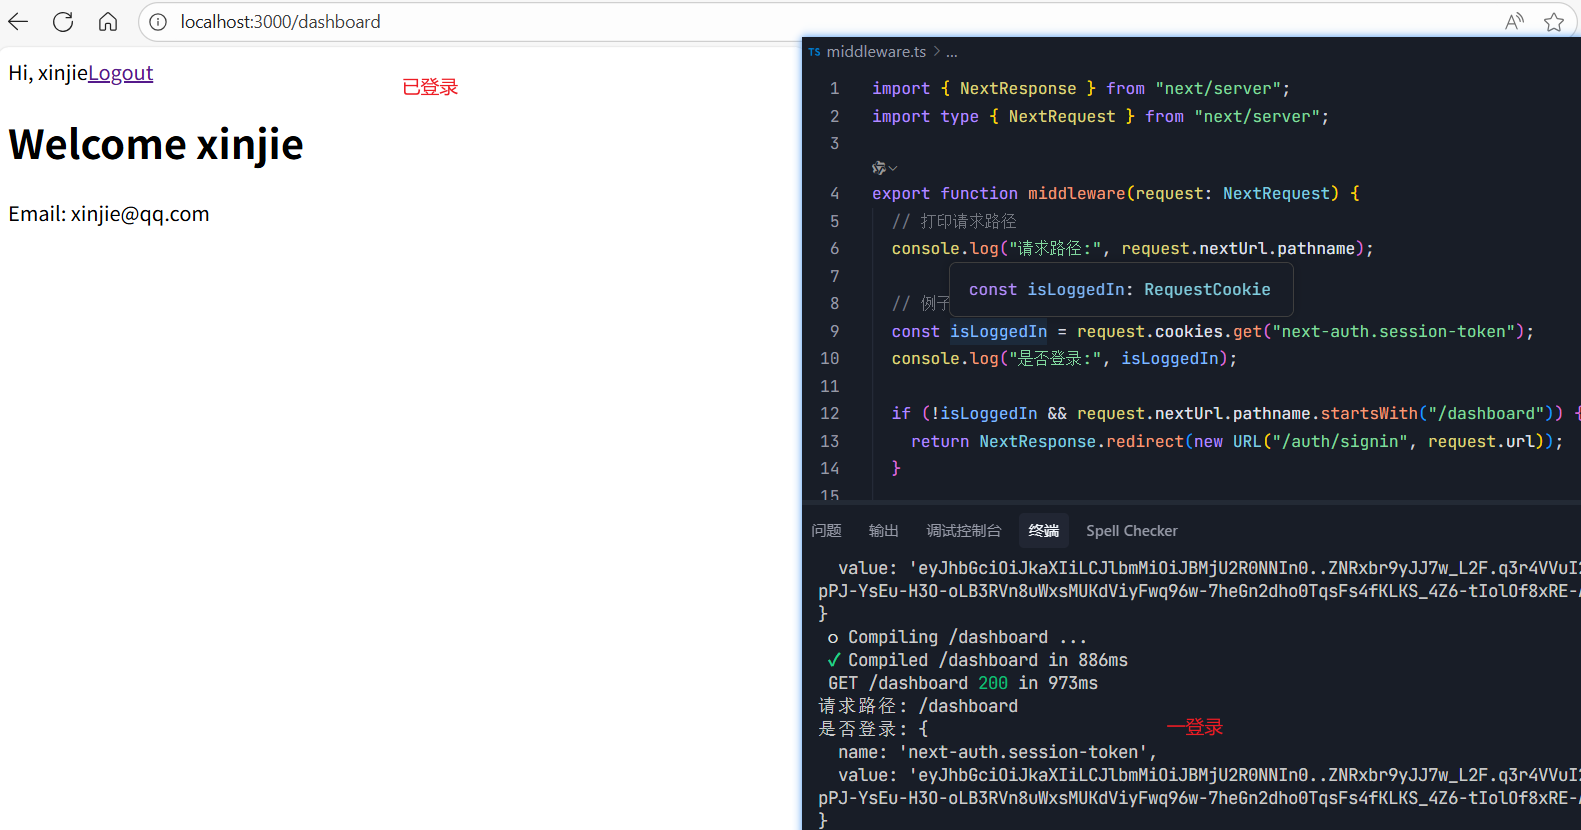 localhost:3000/dashboard
Hi, xinjieLogout
已登录
Welcome xinjie
Email: xinjie@qq.com
TS middleware.ts > ...
1 import { NextResponse } from "next/server";
2 import type { NextRequest } from "next/server";
3
4 export function middleware(request: NextRequest) {
5 // 打印请求路径
6 console.log("请求路径:", request.nextUrl.pathname);
7
const isLoggedIn: RequestCookie
8 // 例子
9 const isLoggedIn = request.cookies.get("next-auth.session-token");
10 console.log("是否登录:", isLoggedIn);
11
12 if (!isLoggedIn && request.nextUrl.pathname.startsWith("/dashboard")) {
13 return NextResponse.redirect(new URL("/auth/signin", request.url));
14 }
15
问题 输出 调试控制台 终端 Spell Checker
value: 'eyJhbGciOiJkaXIiLCJlbmMiOiJBMjU2R0NNIn0..ZNRxbr9yJJ7w_L2F.q3r4VVuI
pPJ-YsEu-H3O-oLB3RVn8uWxsMUKdViyFwq96w-7heGn2dho0TqsFs4fKLKS_4Z6-tIolOf8xRE-
}
○ Compiling /dashboard ...
✓ Compiled /dashboard in 886ms
GET /dashboard 200 in 973ms
请求路径: /dashboard
是否登录: {
一登录
name: 'next-auth.session-token',
value: 'eyJhbGciOiJkaXIiLCJlbmMiOiJBMjU2R0NNIn0..ZNRxbr9yJJ7w_L2F.q3r4VVuI
pPJ-YsEu-H3O-oLB3RVn8uWxsMUKdViyFwq96w-7heGn2dho0TqsFs4fKLKS_4Z6-tIolOf8xRE-
}